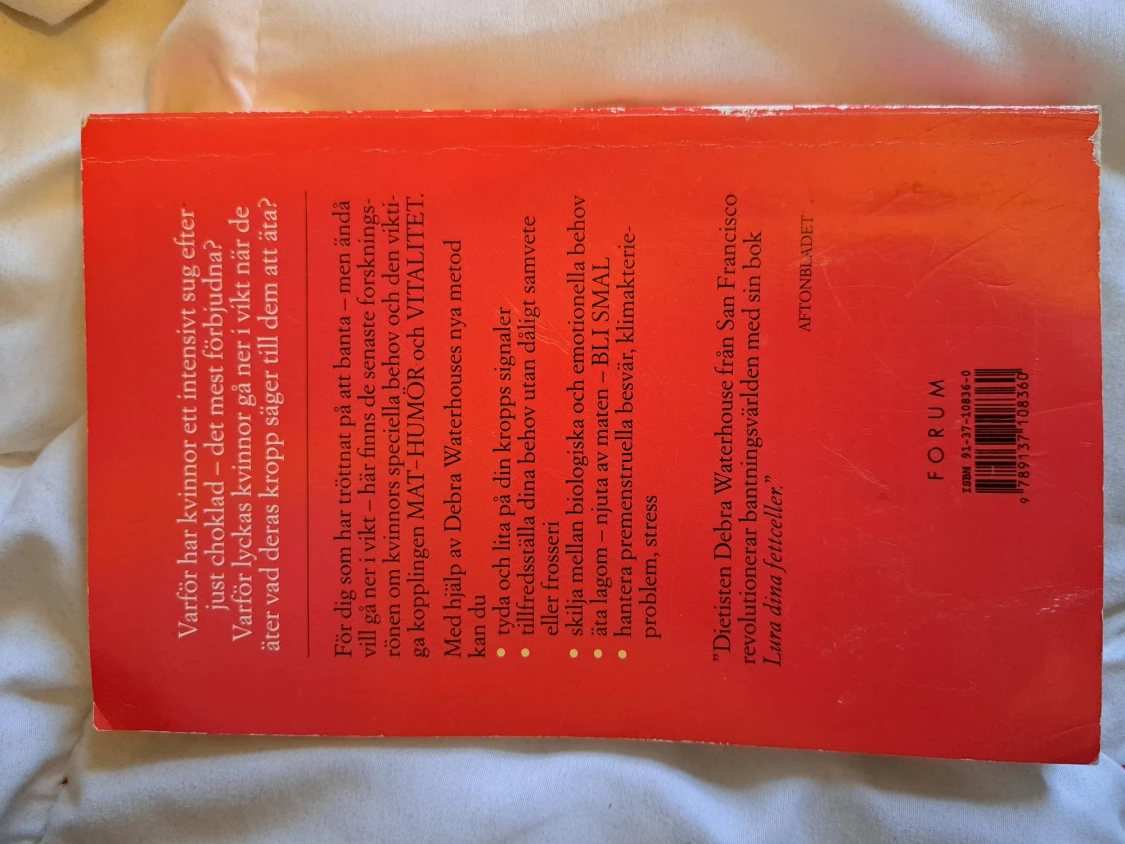 Varför har kvinnor ett intensivt sug efter
just choklad – det mest förbjudna?
Varför lyckas kvinnor gå ner i vikt när de
äter vad deras kropp säger till dem att äta?
För dig som har tröttnat på att banta – men ändå
vill gå ner i vikt – här finns de senaste forsknings-
rönen om kvinnors speciella behov och den vikti-
ga kopplingen MAT–HUMÖR och VITALITET.
Med hjälp av Debra Waterhouses nya metod
kan du
• tyda och lita på din kropps signaler
• tillfredsställa dina behov utan dåligt samvete
eller frosseri
• skilja mellan biologiska och emotionella behov
• äta lagom – njuta av maten – BLI SMAL
• hantera premenstruella besvär, klimakterie-
problem, stress
”Dietisten Debra Waterhouse från San Francisco
revolutionerar bantningsvärlden med sin bok
Lura dina fettceller.”
AFTONBLADET
FORUM
ISBN 91-37-10836-0
9 789137 108360